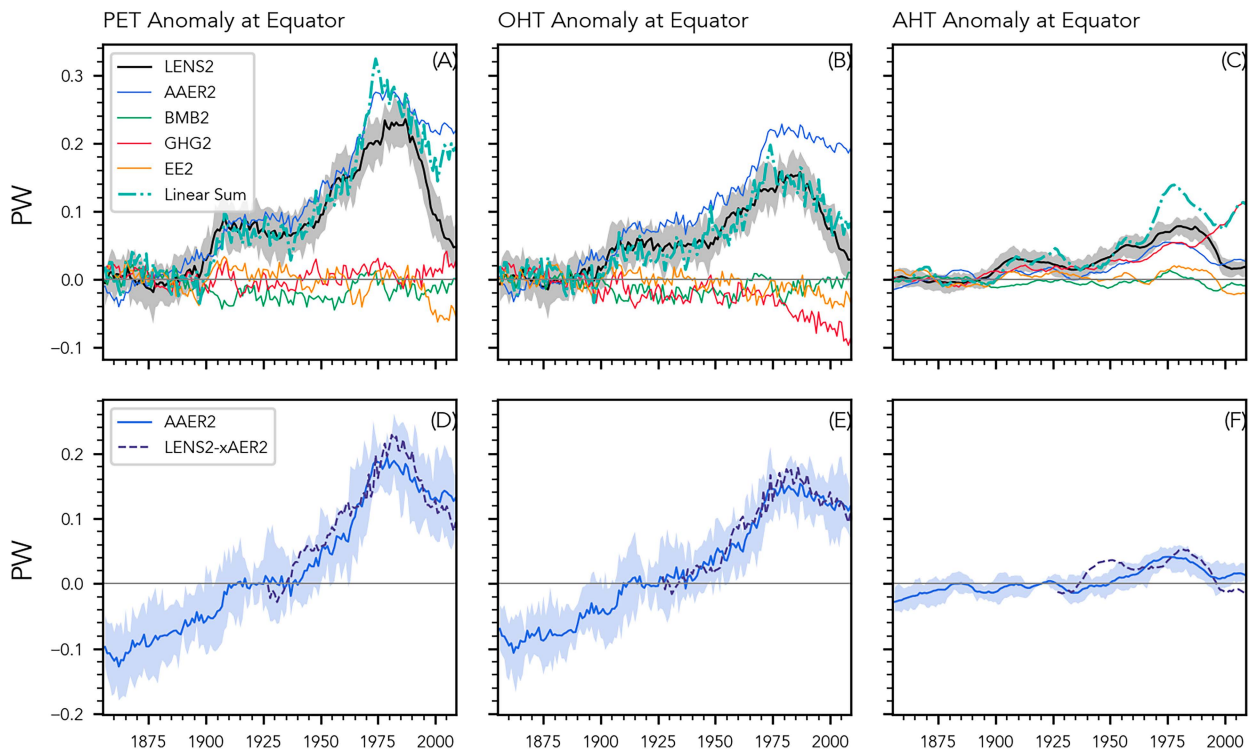 PET Anomaly at Equator
OHT Anomaly at Equator
AHT Anomaly at Equator
(A)
(B)
(C)
LENS2
AAER2
BMB2
GHG2
EE2
Linear Sum
PW
0.3
0.2
0.1
0.0
−0.1
(D)
(E)
(F)
AAER2
LENS2-xAER2
PW
0.2
0.1
0.0
−0.1
−0.2
1875 1900 1925 1950 1975 2000
1875 1900 1925 1950 1975 2000
1875 1900 1925 1950 1975 2000